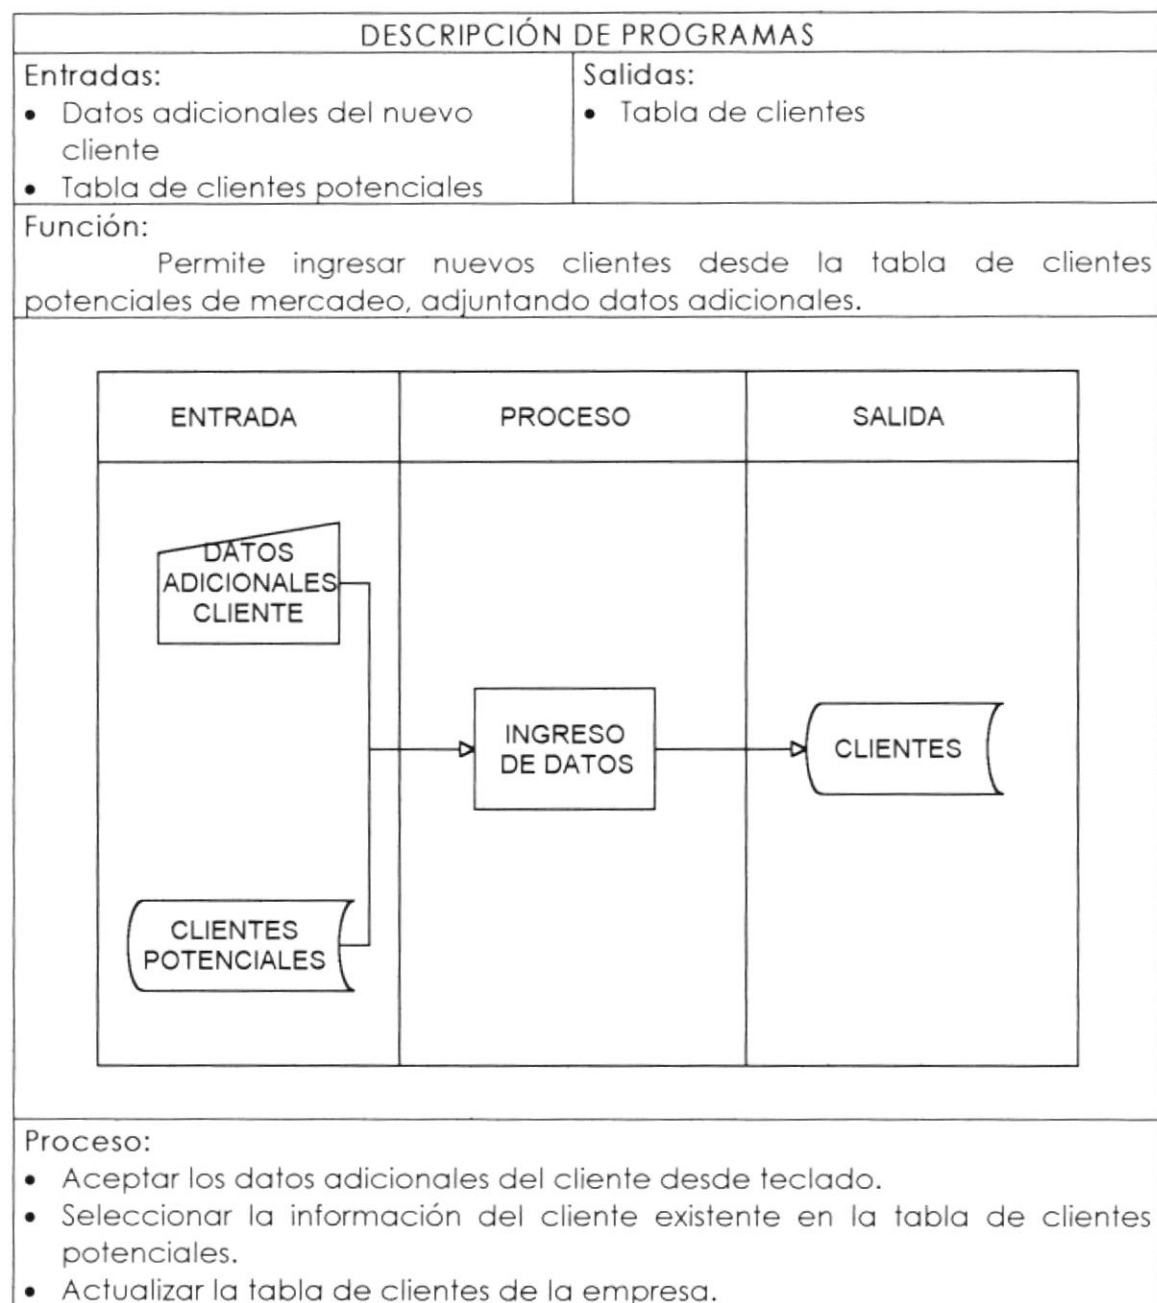 DESCRIPCIÓN DE PROGRAMAS
Entradas:
• Datos adicionales del nuevo
cliente
• Tabla de clientes potenciales
Salidas:
• Tabla de clientes
Función:
Permite ingresar nuevos clientes desde la tabla de clientes
potenciales de mercadeo, adjuntando datos adicionales.
ENTRADA
PROCESO
SALIDA
DATOS
ADICIONALES
CLIENTE
INGRESO
DE DATOS
CLIENTES
CLIENTES
POTENCIALES
Proceso:
• Aceptar los datos adicionales del cliente desde teclado.
• Seleccionar la información del cliente existente en la tabla de clientes
potenciales.
• Actualizar la tabla de clientes de la empresa.